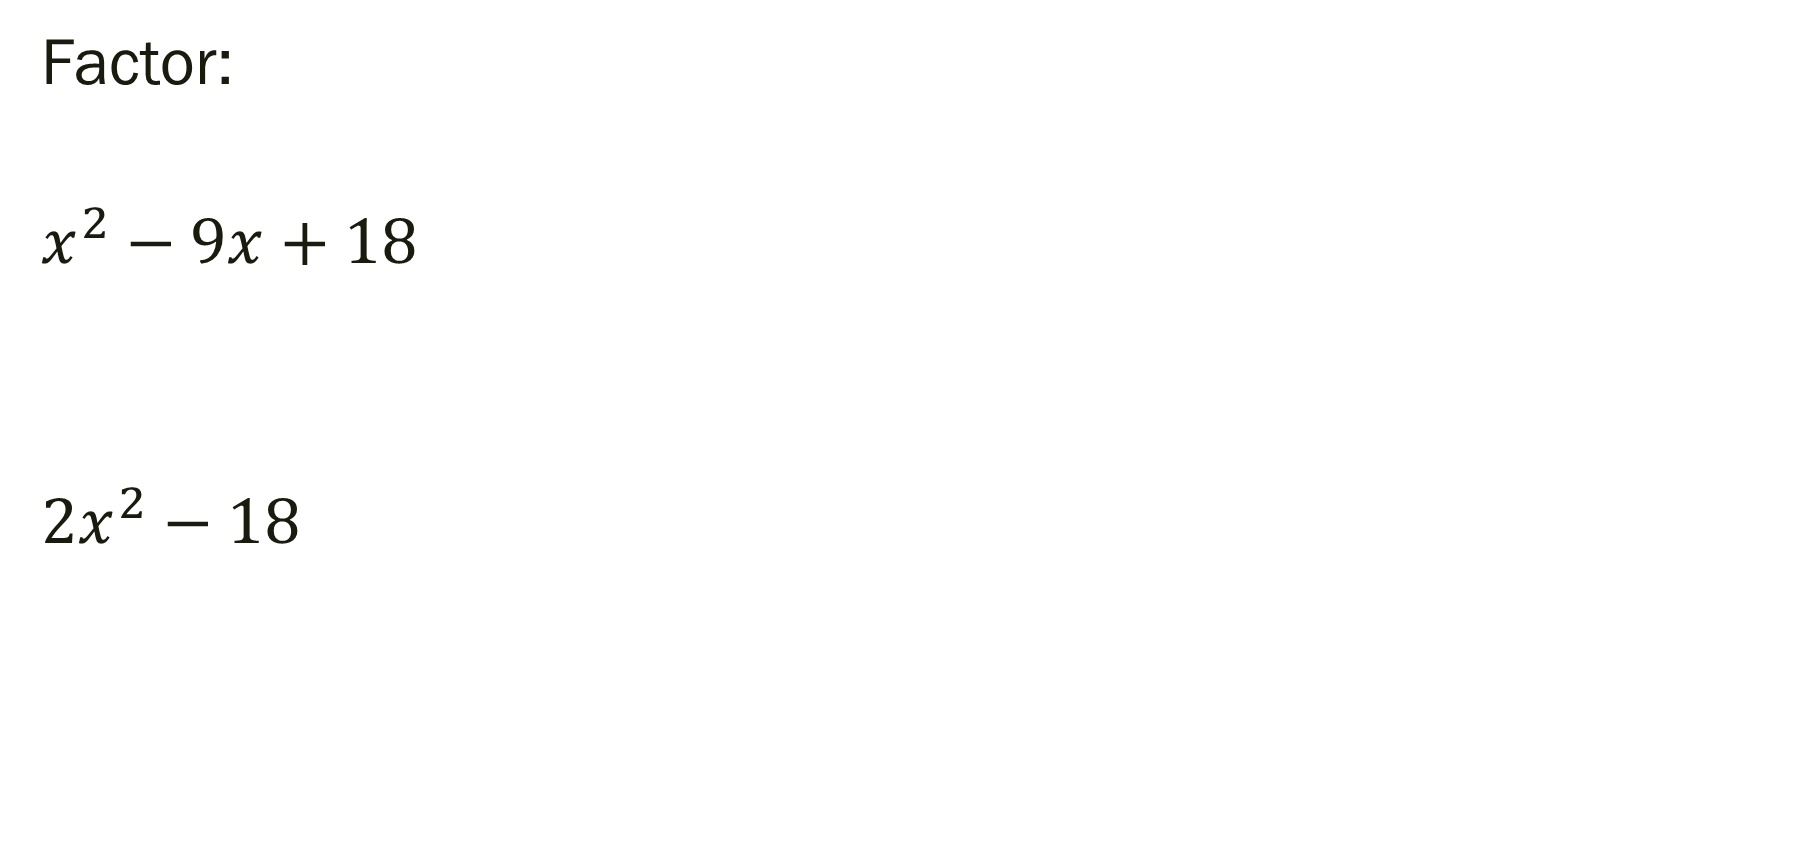 Factor:
x² − 9x + 18
2x² − 18